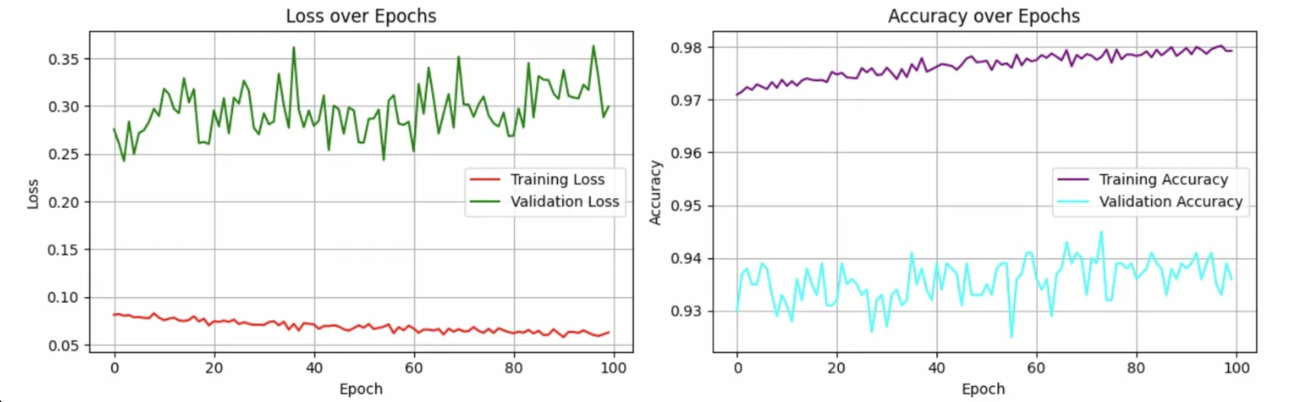 Loss over Epochs
0.35
0.30
0.25
0.20
0.15
0.10
0.05
Loss
Training Loss
Validation Loss
0 20 40 60 80 100
Epoch
Accuracy over Epochs
0.98
0.97
0.96
0.95
0.94
0.93
Accuracy
Training Accuracy
Validation Accuracy
0 20 40 60 80 100
Epoch